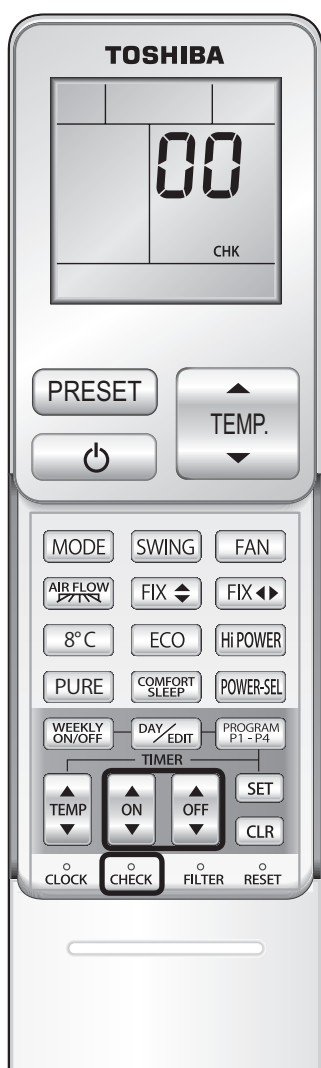 TOSHIBA
00
CHK
PRESET
TEMP.
MODE SWING FAN
AIR FLOW FIX FIX
8°C ECO Hi POWER
PURE COMFORT SLEEP POWER-SEL
WEEKLY ON/OFF DAY/EDIT PROGRAM P1 - P4
TIMER
TEMP ON OFF SET
CLR
CLOCK CHECK FILTER RESET